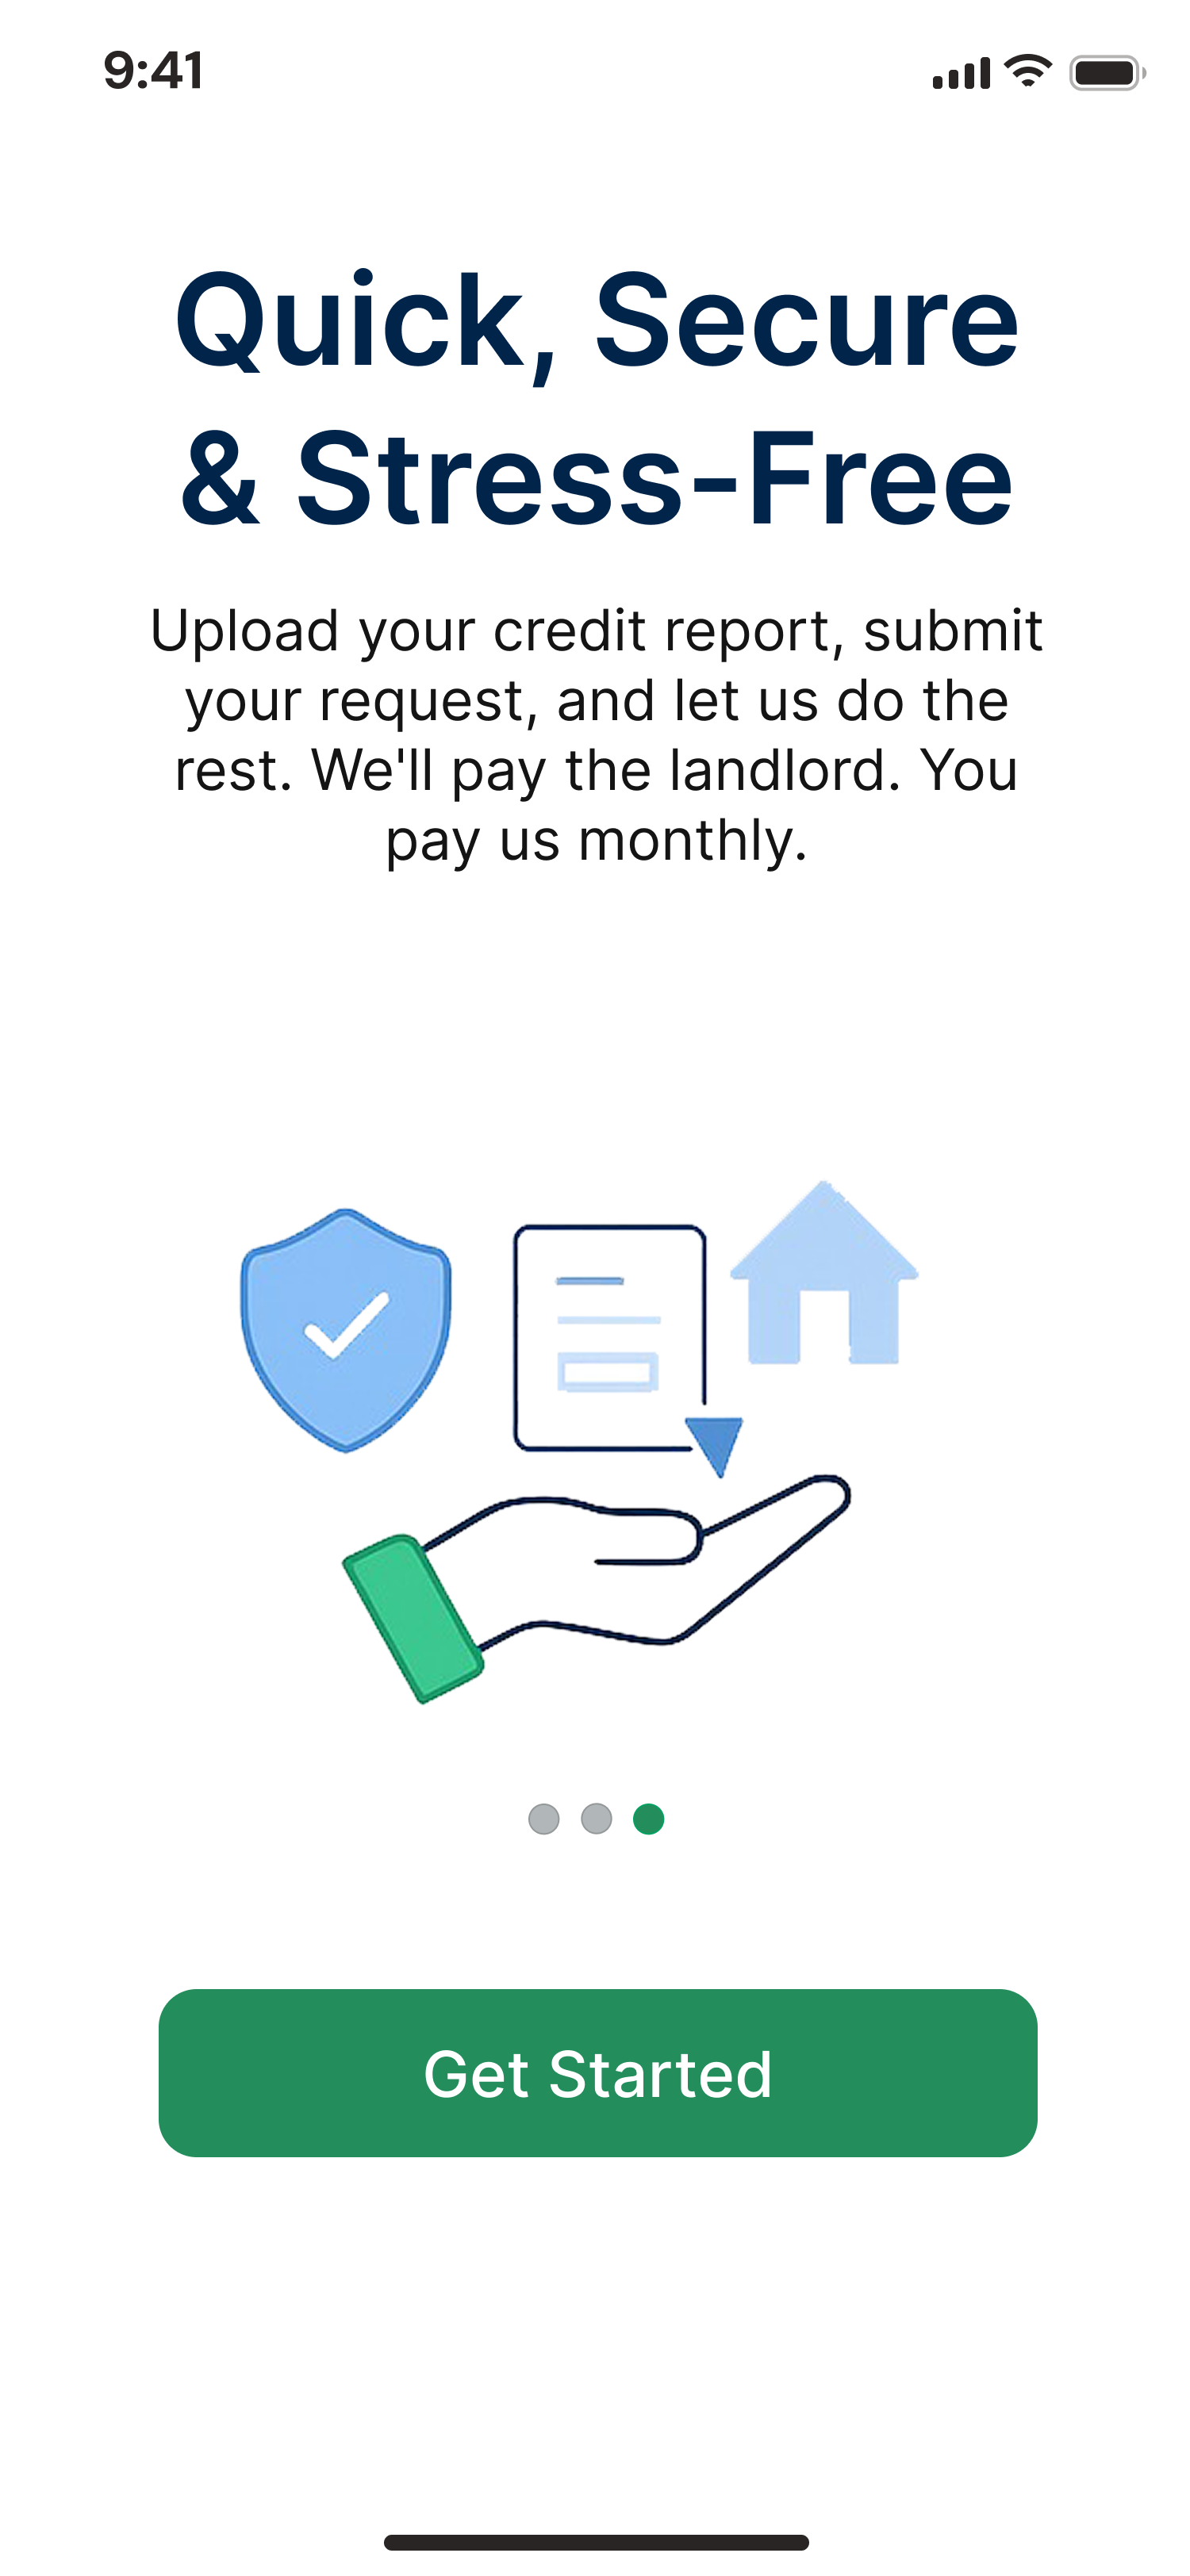 9:41
Quick, Secure
& Stress-Free
Upload your credit report, submit
your request, and let us do the
rest. We'll pay the landlord. You
pay us monthly.
Get Started